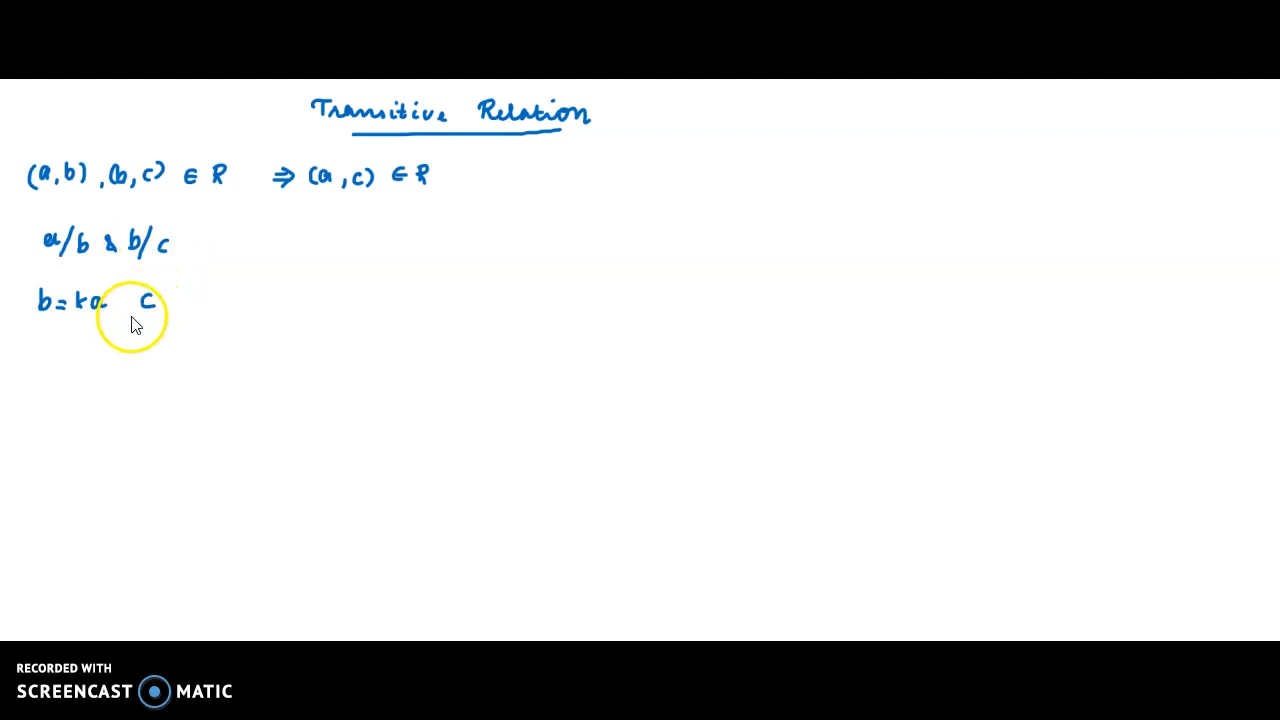 Transitive Relation
(a,b) , (b,c) ∈ R ⇒ (a,c) ∈ R
a/b & b/c
b=ka c
RECORDED WITH
SCREENCAST MATIC